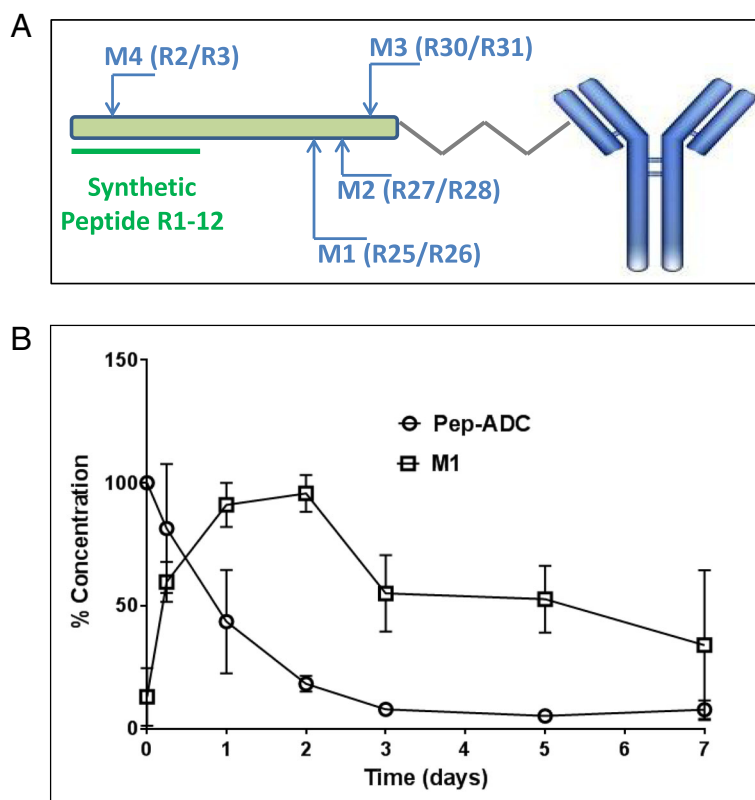 A
M4 (R2/R3)
M3 (R30/R31)
Synthetic
Peptide R1-12
M2 (R27/R28)
M1 (R25/R26)
B
150
100
50
0
% Concentration
Pep-ADC
M1
0 1 2 3 4 5 6 7
Time (days)